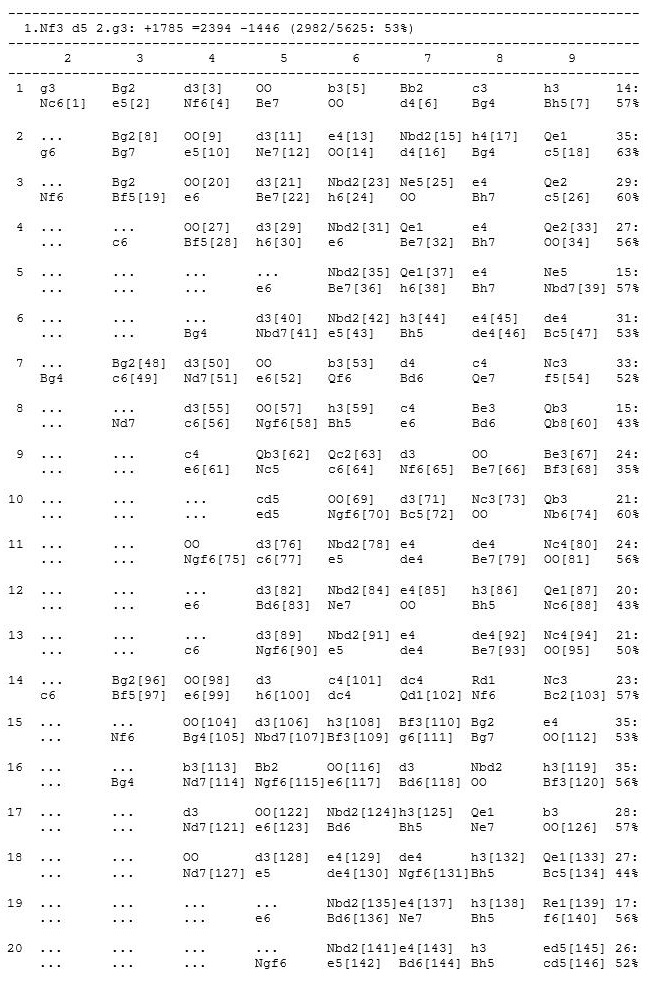 1.Nf3 d5 2.g3: +1785 =2394 -1446 (2982/5625: 53%)
2 3 4 5 6 7 8 9
1 g3 Bg2 d3[3] OO b3[5] Bb2 c3 h3 14:
Nc6[1] e5[2] Nf6[4] Be7 OO d4[6] Bg4 Bh5[7] 57%
2 ... Bg2[8] OO[9] d3[11] e4[13] Nbd2[15] h4[17] Qe1 35:
g6 Bg7 e5[10] Ne7[12] OO[14] d4[16] Bg4 c5[18] 63%
3 ... Bg2 OO[20] d3[21] Nbd2[23] Ne5[25] e4 Qe2 29:
Nf6 Bf5[19] e6 Be7[22] h6[24] OO Bh7 c5[26] 60%
4 ... ... OO[27] d3[29] Nbd2[31] Qe1 e4 Qe2[33] 27:
... c6 Bf5[28] h6[30] e6 Be7[32] Bh7 OO[34] 56%
5 ... ... ... ... Nbd2[35] Qe1[37] e4 Ne5 15:
... ... ... e6 Be7[36] h6[38] Bh7 Nbd7[39] 57%
6 ... ... ... d3[40] Nbd2[42] h3[44] e4[45] de4 31:
... ... Bg4 Nbd7[41] e5[43] Bh5 de4[46] Bc5[47] 53%
7 ... Bg2[48] d3[50] OO b3[53] d4 c4 Nc3 33:
Bg4 c6[49] Nd7[51] e6[52] Qf6 Bd6 Qe7 f5[54] 52%
8 ... ... d3[55] OO[57] h3[59] c4 Be3 Qb3 15:
... Nd7 c6[56] Ngf6[58] Bh5 e6 Bd6 Qb8[60] 43%
9 ... ... c4 Qb3[62] Qc2[63] d3 OO Be3[67] 24:
... ... e6[61] Nc5 c6[64] Nf6[65] Be7[66] Bf3[68] 35%
10 ... ... ... cd5 OO[69] d3[71] Nc3[73] Qb3 21:
... ... ... ed5 Ngf6[70] Bc5[72] OO Nb6[74] 60%
11 ... ... OO d3[76] Nbd2[78] e4 de4 Nc4[80] 24:
... ... Ngf6[75] c6[77] e5 de4 Be7[79] OO[81] 56%
12 ... ... ... d3[82] Nbd2[84] e4[85] h3[86] Qe1[87] 20:
... ... e6 Bd6[83] Ne7 OO Bh5 Nc6[88] 43%
13 ... ... ... d3[89] Nbd2[91] e4 de4[92] Nc4[94] 21:
... ... c6 Ngf6[90] e5 de4 Be7[93] OO[95] 50%
14 ... Bg2[96] OO[98] d3 c4[101] dc4 Rd1 Nc3 23:
c6 Bf5[97] e6[99] h6[100] dc4 Qd1[102] Nf6 Bc2[103] 57%
15 ... ... OO[104] d3[106] h3[108] Bf3[110] Bg2 e4 35:
... Nf6 Bg4[105] Nbd7[107] Bf3[109] g6[111] Bg7 OO[112] 53%
16 ... ... b3[113] Bb2 OO[116] d3 Nbd2 h3[119] 35:
... Bg4 Nd7[114] Ngf6[115] e6[117] Bd6[118] OO Bf3[120] 56%
17 ... ... d3 OO[122] Nbd2[124] h3[125] Qe1 b3 28:
... ... Nd7[121] e6[123] Bd6 Bh5 Ne7 OO[126] 57%
18 ... ... OO d3[128] e4[129] de4 h3[132] Qe1[133] 27:
... ... Nd7[127] e5 de4[130] Ngf6[131] Bh5 Bc5[134] 44%
19 ... ... ... ... Nbd2[135] e4[137] h3[138] Re1[139] 17:
... ... ... e6 Bd6[136] Ne7 Bh5 f6[140] 56%
20 ... ... ... ... Nbd2[141] e4[143] h3 ed5[145] 26:
... ... ... Ngf6 e5[142] Bd6[144] Bh5 cd5[146] 52%